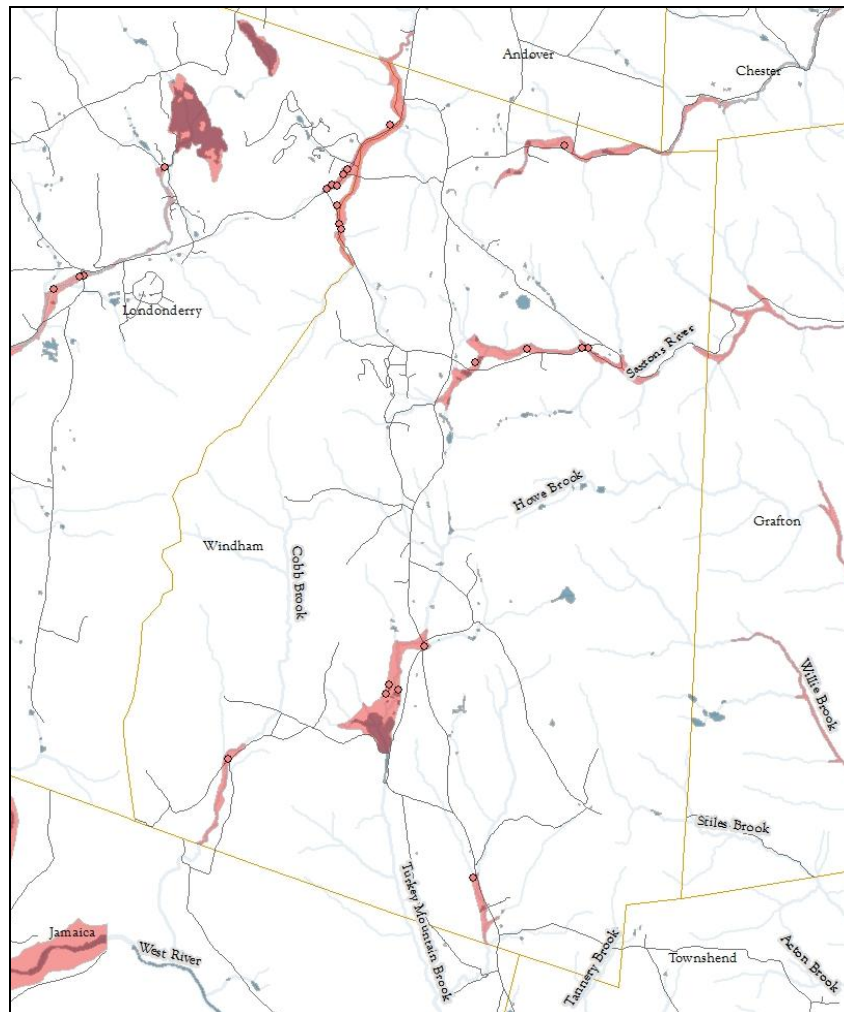 Andover
Chester
Londonderry
Saxtons River
Howe Brook
Grafton
Windham
Cobb Brook
Willie Brook
Stiles Brook
Turkey Mountain Brook
Jamaica
West River
Tannery Brook
Townshend
Acton Brook